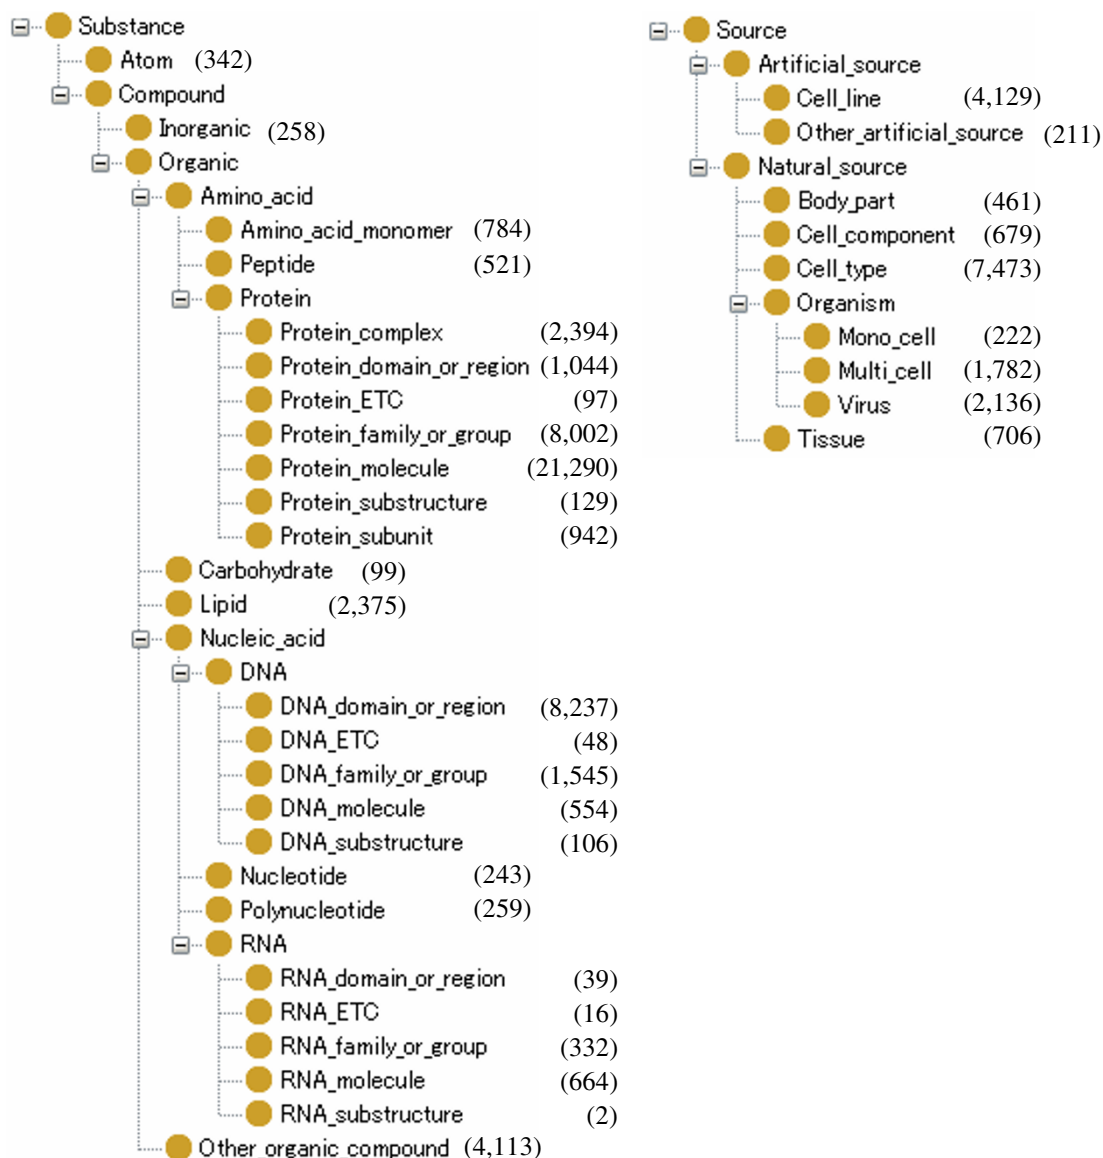 Substance
Atom (342)
Compound
Inorganic (258)
Organic
Amino_acid
Amino_acid_monomer (784)
Peptide (521)
Protein
Protein_complex (2,394)
Protein_domain_or_region (1,044)
Protein_ETC (97)
Protein_family_or_group (8,002)
Protein_molecule (21,290)
Protein_substructure (129)
Protein_subunit (942)
Carbohydrate (99)
Lipid (2,375)
Nucleic_acid
DNA
DNA_domain_or_region (8,237)
DNA_ETC (48)
DNA_family_or_group (1,545)
DNA_molecule (554)
DNA_substructure (106)
Nucleotide (243)
Polynucleotide (259)
RNA
RNA_domain_or_region (39)
RNA_ETC (16)
RNA_family_or_group (332)
RNA_molecule (664)
RNA_substructure (2)
Other_organic_compound (4,113)
Source
Artificial_source
Cell_line (4,129)
Other_artificial_source (211)
Natural_source
Body_part (461)
Cell_component (679)
Cell_type (7,473)
Organism
Mono_cell (222)
Multi_cell (1,782)
Virus (2,136)
Tissue (706)